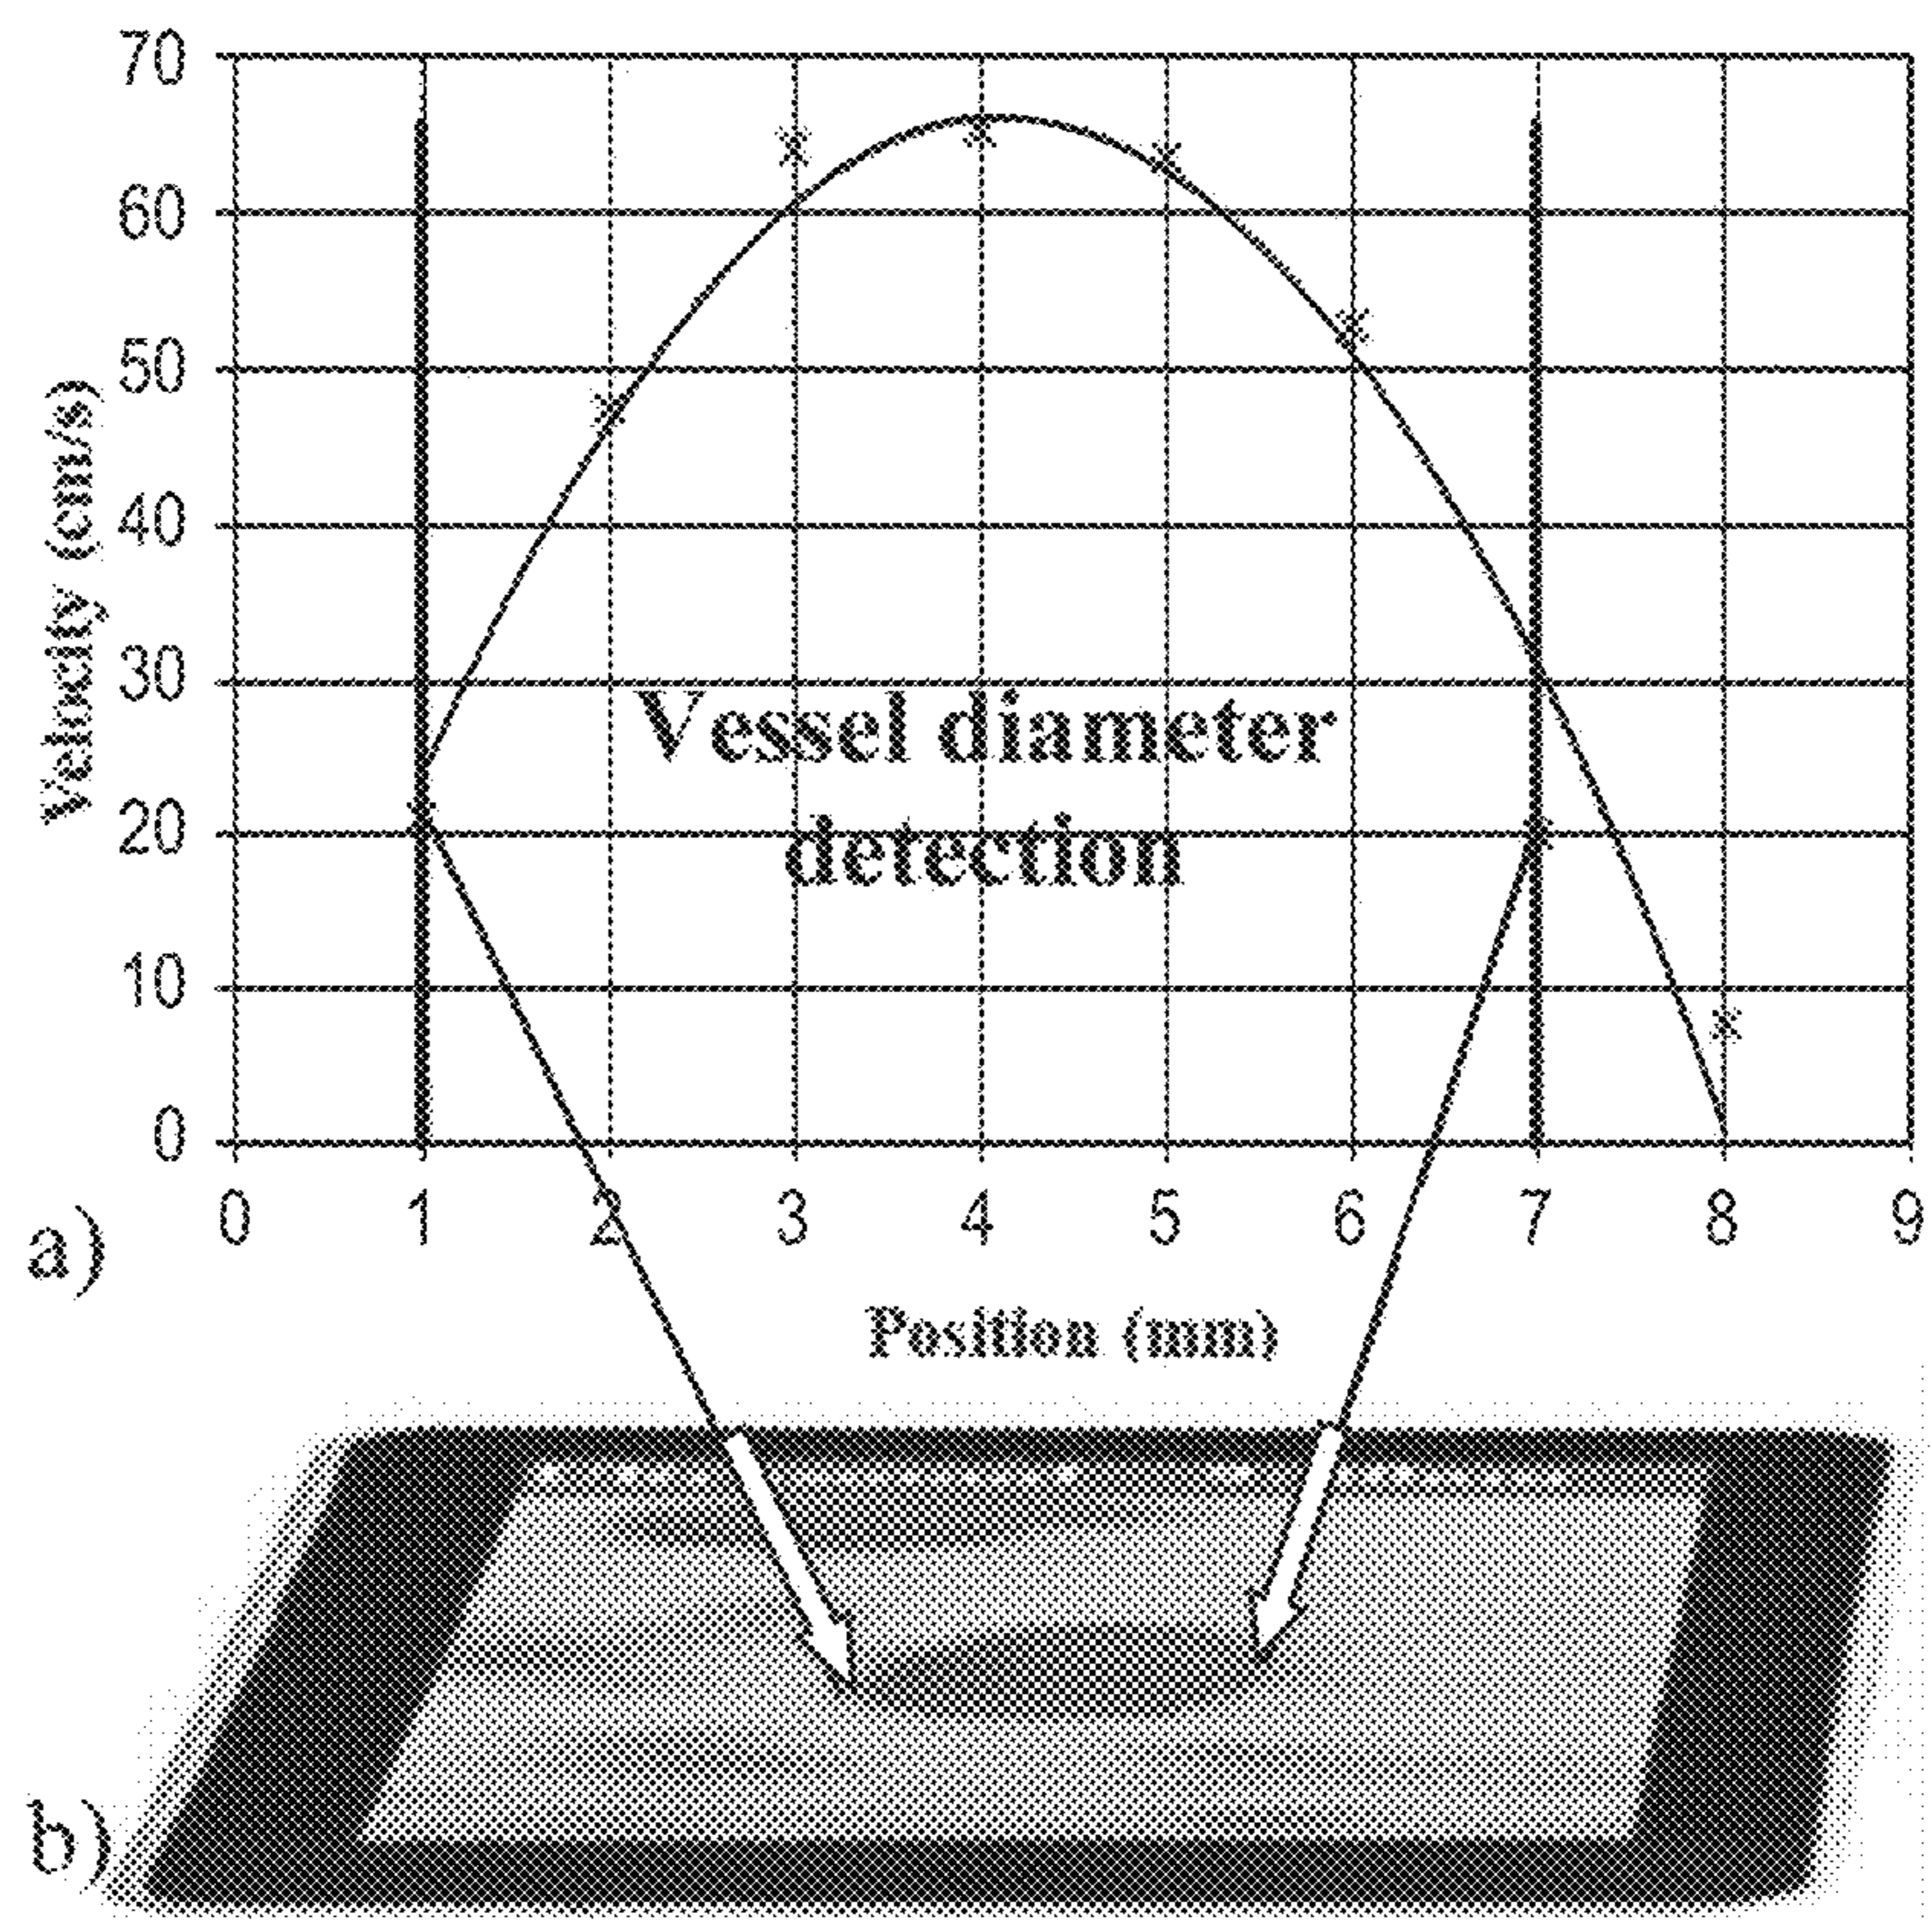 70
60
50
40
30
20
10
0
Velocity (cm/s)
Vessel diameter
detection
0 1 2 3 4 5 6 7 8 9
a)
Position (mm)
b)